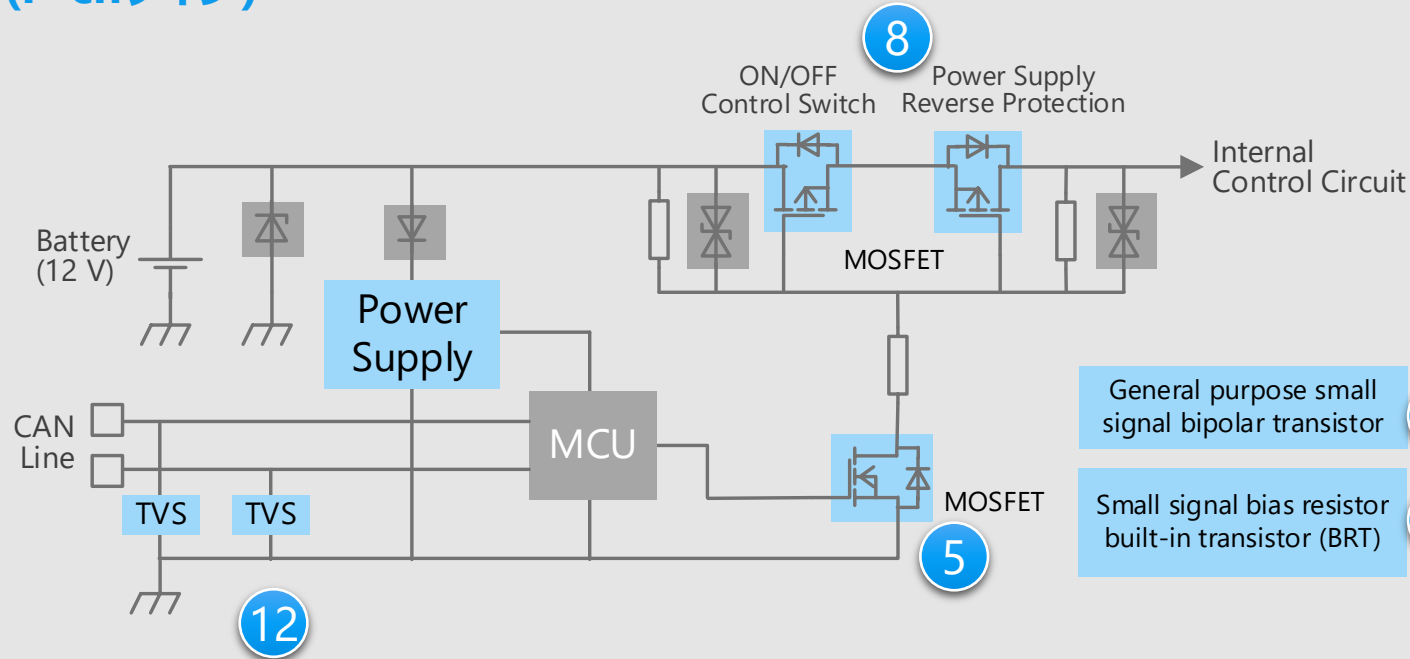 8
ON/OFF
Control Switch
Power Supply
Reverse Protection
Internal
Control Circuit
Battery
(12 V)
MOSFET
Power
Supply
General purpose small
signal bipolar transistor
CAN
Line
MCU
TVS
TVS
MOSFET
Small signal bias resistor
built-in transistor (BRT)
5
12